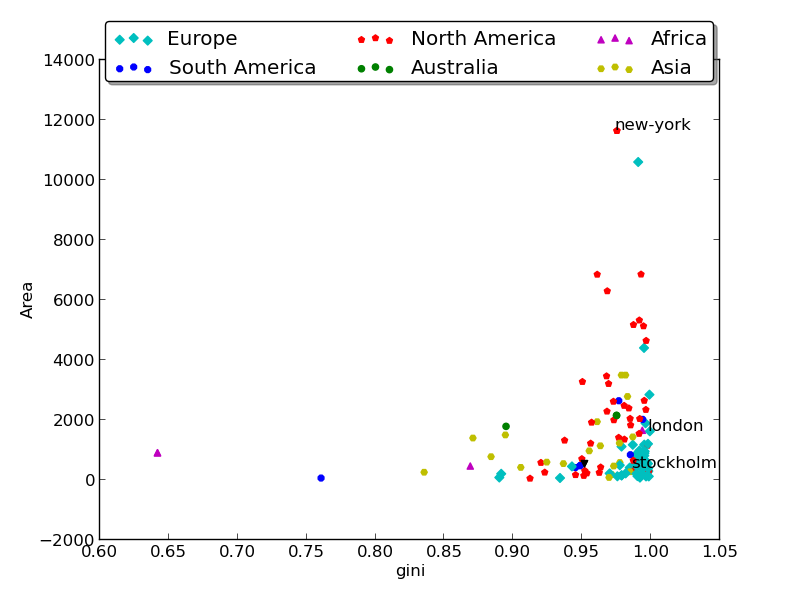 Europe North America Africa
South America Australia Asia
14000
12000
10000
8000
6000
4000
2000
0
−2000
Area
new-york
london
stockholm
0.60 0.65 0.70 0.75 0.80 0.85 0.90 0.95 1.00 1.05
gini